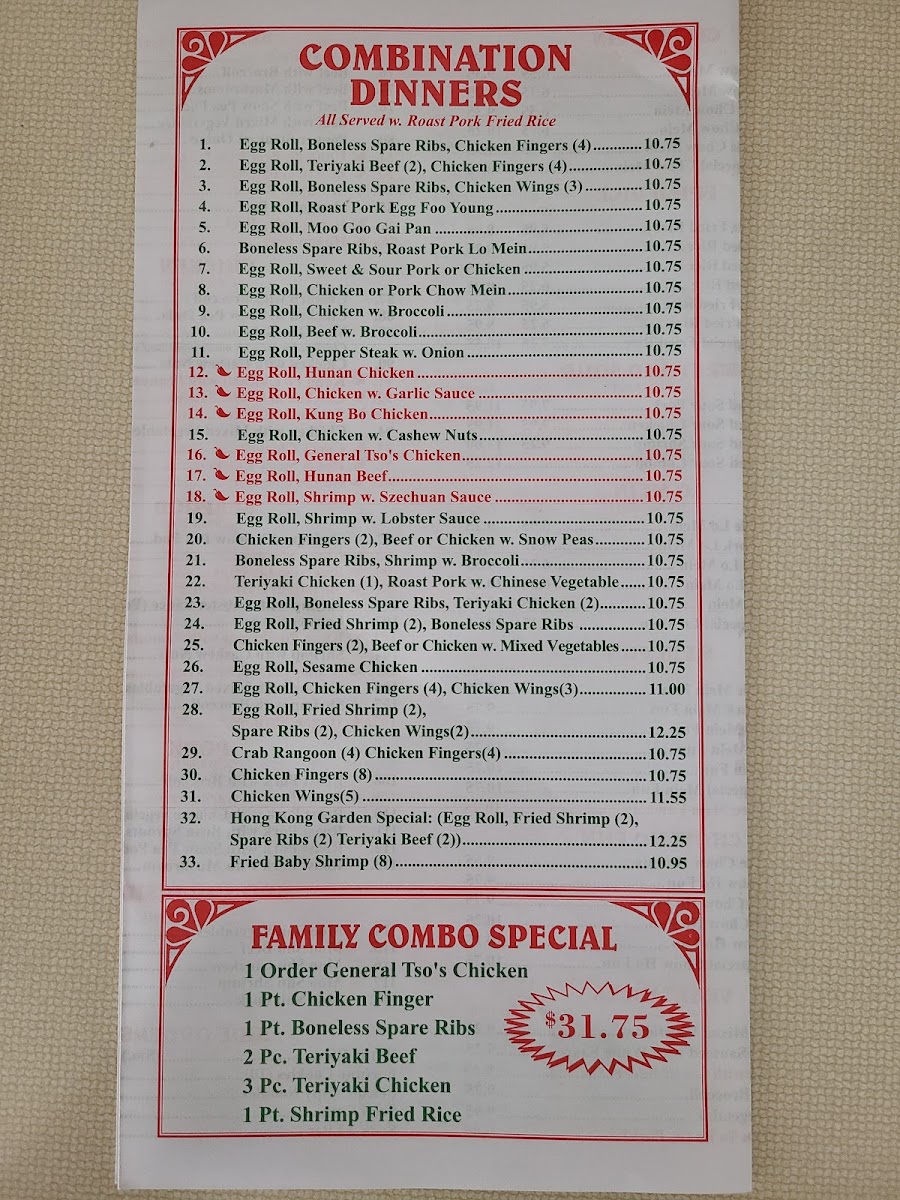 COMBINATION
DINNERS
All Served w. Roast Pork Fried Rice
1. Egg Roll, Boneless Spare Ribs, Chicken Fingers (4)............10.75
2. Egg Roll, Teriyaki Beef (2), Chicken Fingers (4)..................10.75
3. Egg Roll, Boneless Spare Ribs, Chicken Wings (3)..............10.75
4. Egg Roll, Roast Pork Egg Foo Young....................................10.75
5. Egg Roll, Moo Goo Gai Pan....................................................10.75
6. Boneless Spare Ribs, Roast Pork Lo Mein............................10.75
7. Egg Roll, Sweet & Sour Pork or Chicken.............................10.75
8. Egg Roll, Chicken or Pork Chow Mein.................................10.75
9. Egg Roll, Chicken w. Broccoli................................................10.75
10. Egg Roll, Beef w. Broccoli.......................................................10.75
11. Egg Roll, Pepper Steak w. Onion...........................................10.75
12. Egg Roll, Hunan Chicken.......................................................10.75
13. Egg Roll, Chicken w. Garlic Sauce........................................10.75
14. Egg Roll, Kung Bo Chicken....................................................10.75
15. Egg Roll, Chicken w. Cashew Nuts........................................10.75
16. Egg Roll, General Tso's Chicken............................................10.75
17. Egg Roll, Hunan Beef..............................................................10.75
18. Egg Roll, Shrimp w. Szechuan Sauce....................................10.75
19. Egg Roll, Shrimp w. Lobster Sauce.......................................10.75
20. Chicken Fingers (2), Beef or Chicken w. Snow Peas............10.75
21. Boneless Spare Ribs, Shrimp w. Broccoli..............................10.75
22. Teriyaki Chicken (1), Roast Pork w. Chinese Vegetable......10.75
23. Egg Roll, Boneless Spare Ribs, Teriyaki Chicken (2)...........10.75
24. Egg Roll, Fried Shrimp (2), Boneless Spare Ribs ................10.75
25. Chicken Fingers (2), Beef or Chicken w. Mixed Vegetables......10.75
26. Egg Roll, Sesame Chicken......................................................10.75
27. Egg Roll, Chicken Fingers (4), Chicken Wings(3)................11.00
28. Egg Roll, Fried Shrimp (2),
Spare Ribs (2), Chicken Wings(2)..........................................12.25
29. Crab Rangoon (4) Chicken Fingers(4)..................................10.75
30. Chicken Fingers (8)..................................................................10.75
31. Chicken Wings(5).....................................................................11.55
32. Hong Kong Garden Special: (Egg Roll, Fried Shrimp (2),
Spare Ribs (2) Teriyaki Beef (2))............................................12.25
33. Fried Baby Shrimp (8).............................................................10.95
FAMILY COMBO SPECIAL
1 Order General Tso's Chicken
1 Pt. Chicken Finger
1 Pt. Boneless Spare Ribs
2 Pc. Teriyaki Beef
3 Pc. Teriyaki Chicken
1 Pt. Shrimp Fried Rice
$31.75